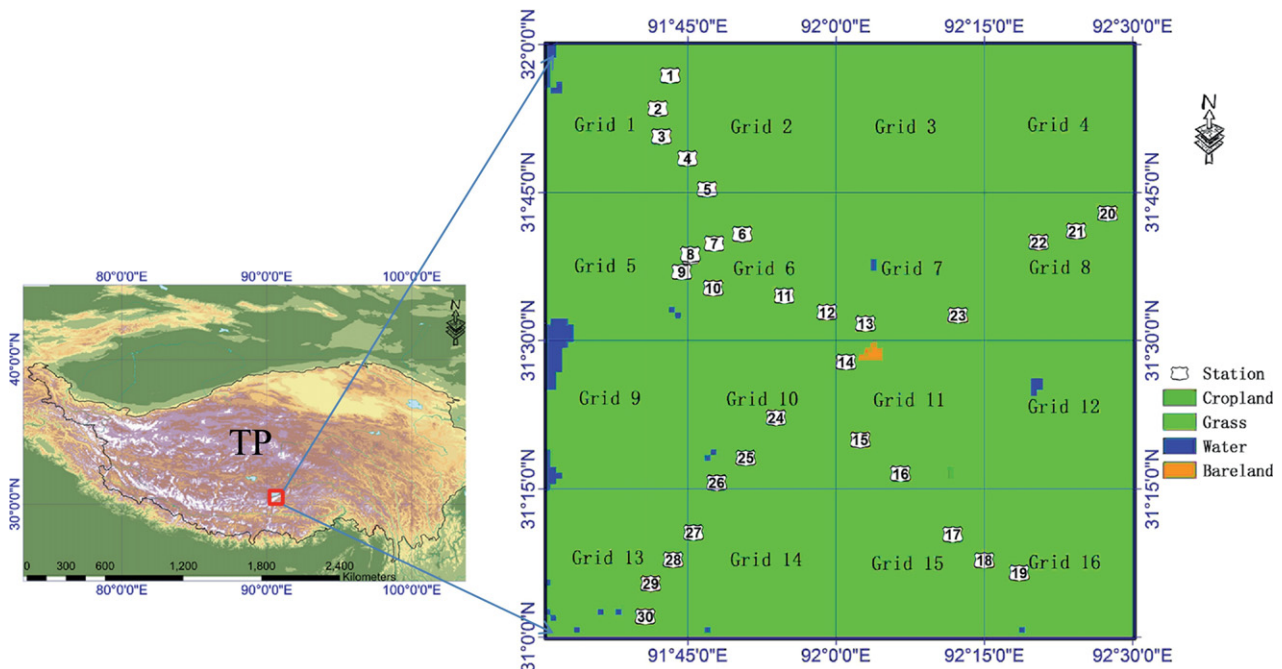 91°45'0"E 92°0'0"E 92°15'0"E 92°30'0"E
32°0'0"N
N
1
2
3
4
5
Grid 1 Grid 2 Grid 3 Grid 4
31°45'0"N 31°45'0"N
20
21
22
6
7
8
9
10
11
12
13
23
Grid 5 Grid 6 Grid 7 Grid 8
31°30'0"N 31°30'0"N
14
24
15
25
16
26
Grid 9 Grid 10 Grid 11 Grid 12
31°15'0"N 31°15'0"N
27
28
29
30
17
18
19
Grid 13 Grid 14 Grid 15 Grid 16
31°0'0"N 31°0'0"N
91°45'0"E 92°0'0"E 92°15'0"E 92°30'0"E
Station
Cropland
Grass
Water
Bareland
80°0'0"E 90°0'0"E 100°0'0"E
N
40°0'0"N
TP
30°0'0"N
0 300 600 1,200 1,800 2,400
Kilometers
80°0'0"E 90°0'0"E 100°0'0"E